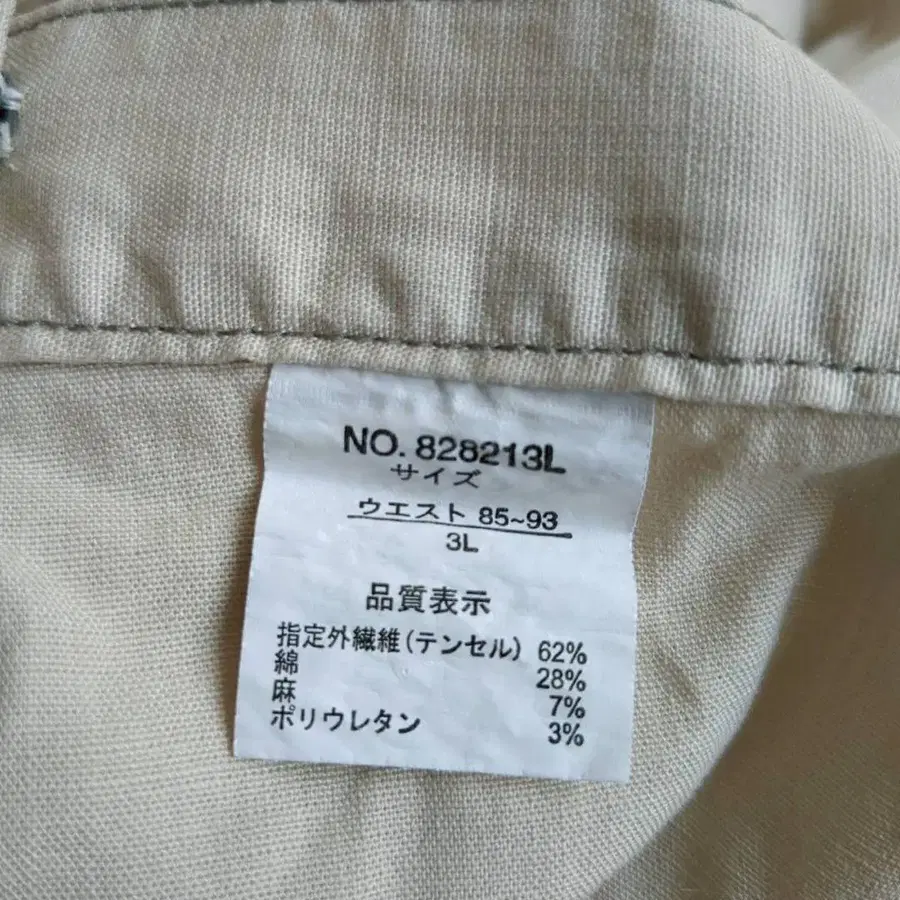 NO. 828213L
サイズ
ウエスト 85~93
3L
品質表示
指定外繊維(テンセル) 62%
綿 28%
麻 7%
ポリウレタン 3%